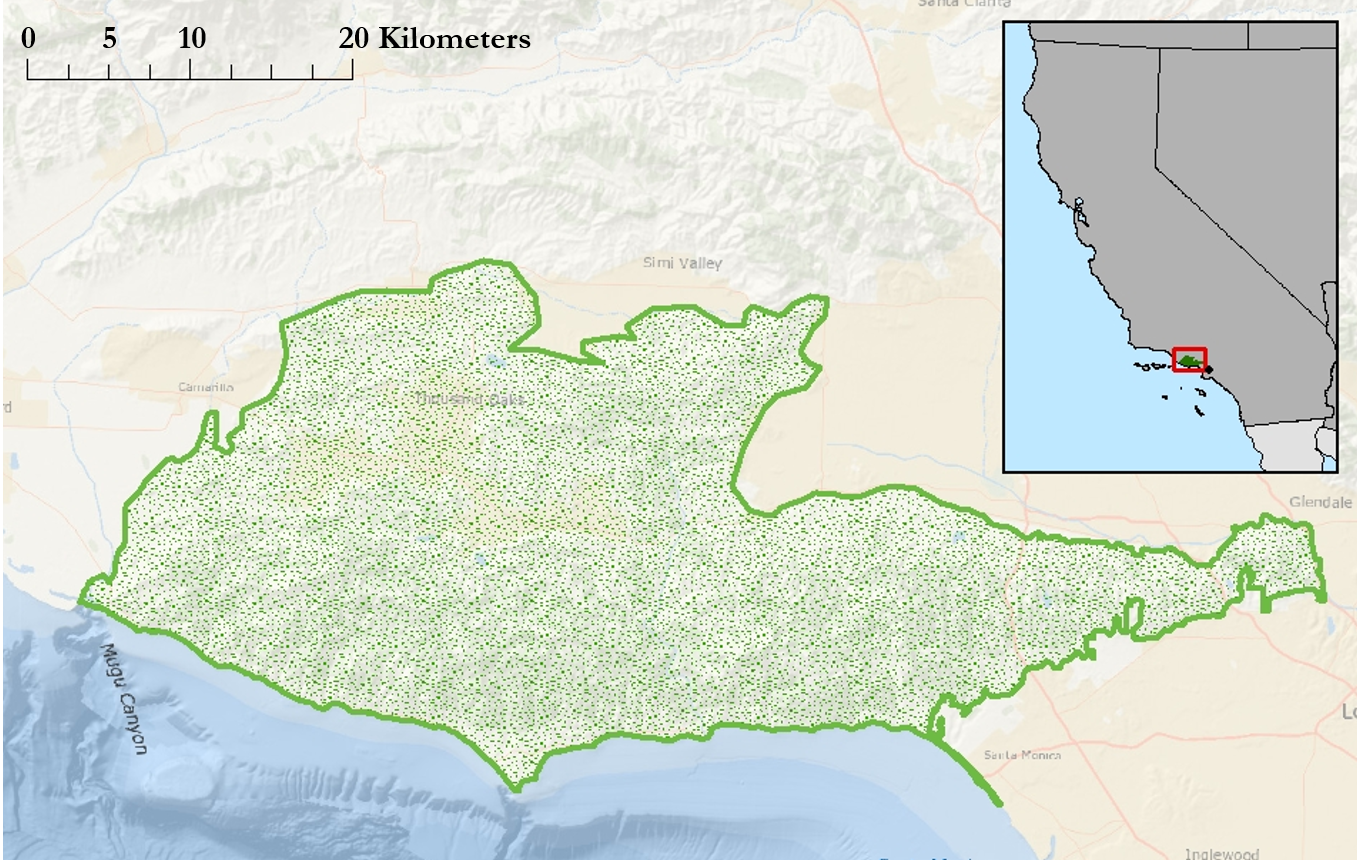 Santa Clarita
0 5 10 20 Kilometers
Simi Valley
Camarillo
Thousand Oaks
Glendale
Mugu Canyon
Santa Monica
Inglewood